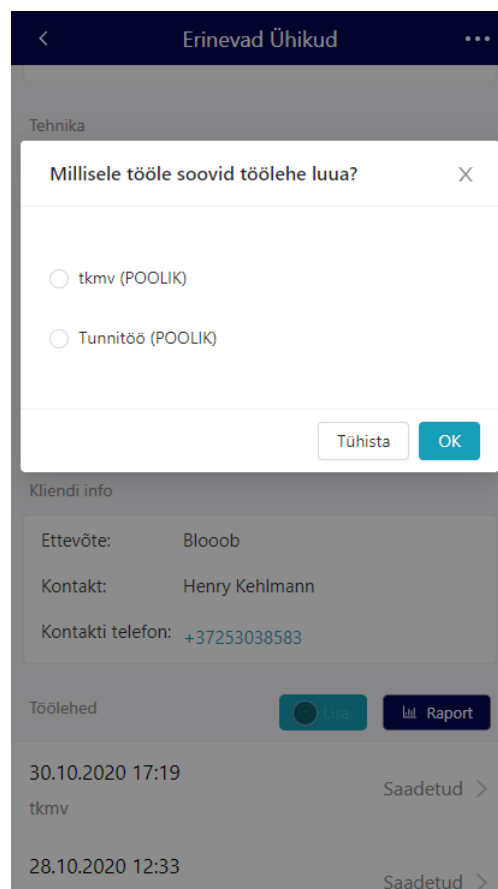 Erinevad Ühikud
Tehnika
Millisele tööle soovid töölehe luua?
tkmv (POOLIK)
Tunnitöö (POOLIK)
Tühista
OK
Kliendi info
Ettevõte: Blooob
Kontakt: Henry Kehlmann
Kontakti telefon: +37253038583
Töölehed
Lisa
Raport
30.10.2020 17:19
Saadetud
tkmv
28.10.2020 12:33
Saadetud